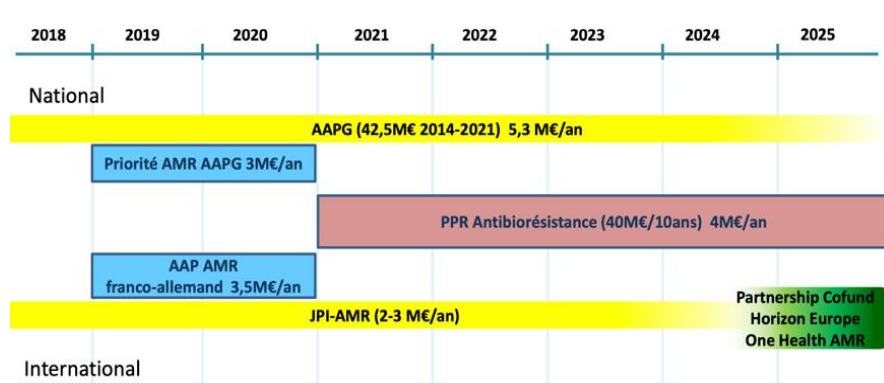 2018 2019 2020 2021 2022 2023 2024 2025
National
AAPG (42,5M€ 2014-2021) 5,3 M€/an
Priorité AMR AAPG 3M€/an
PPR Antibiorésistance (40M€/10ans) 4M€/an
AAP AMR
franco-allemand 3,5M€/an
JPI-AMR (2-3 M€/an)
Partnership Cofund
Horizon Europe
One Health AMR
International